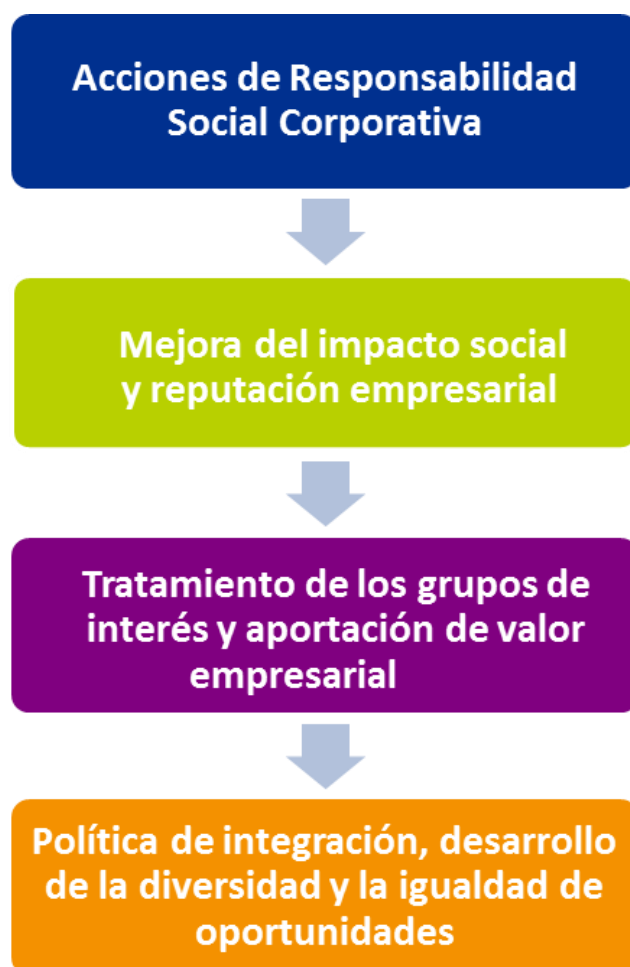 Acciones de Responsabilidad
Social Corporativa
Mejora del impacto social
y reputación empresarial
Tratamiento de los grupos de
interés y aportación de valor
empresarial
Política de integración, desarrollo
de la diversidad y la igualdad de
oportunidades